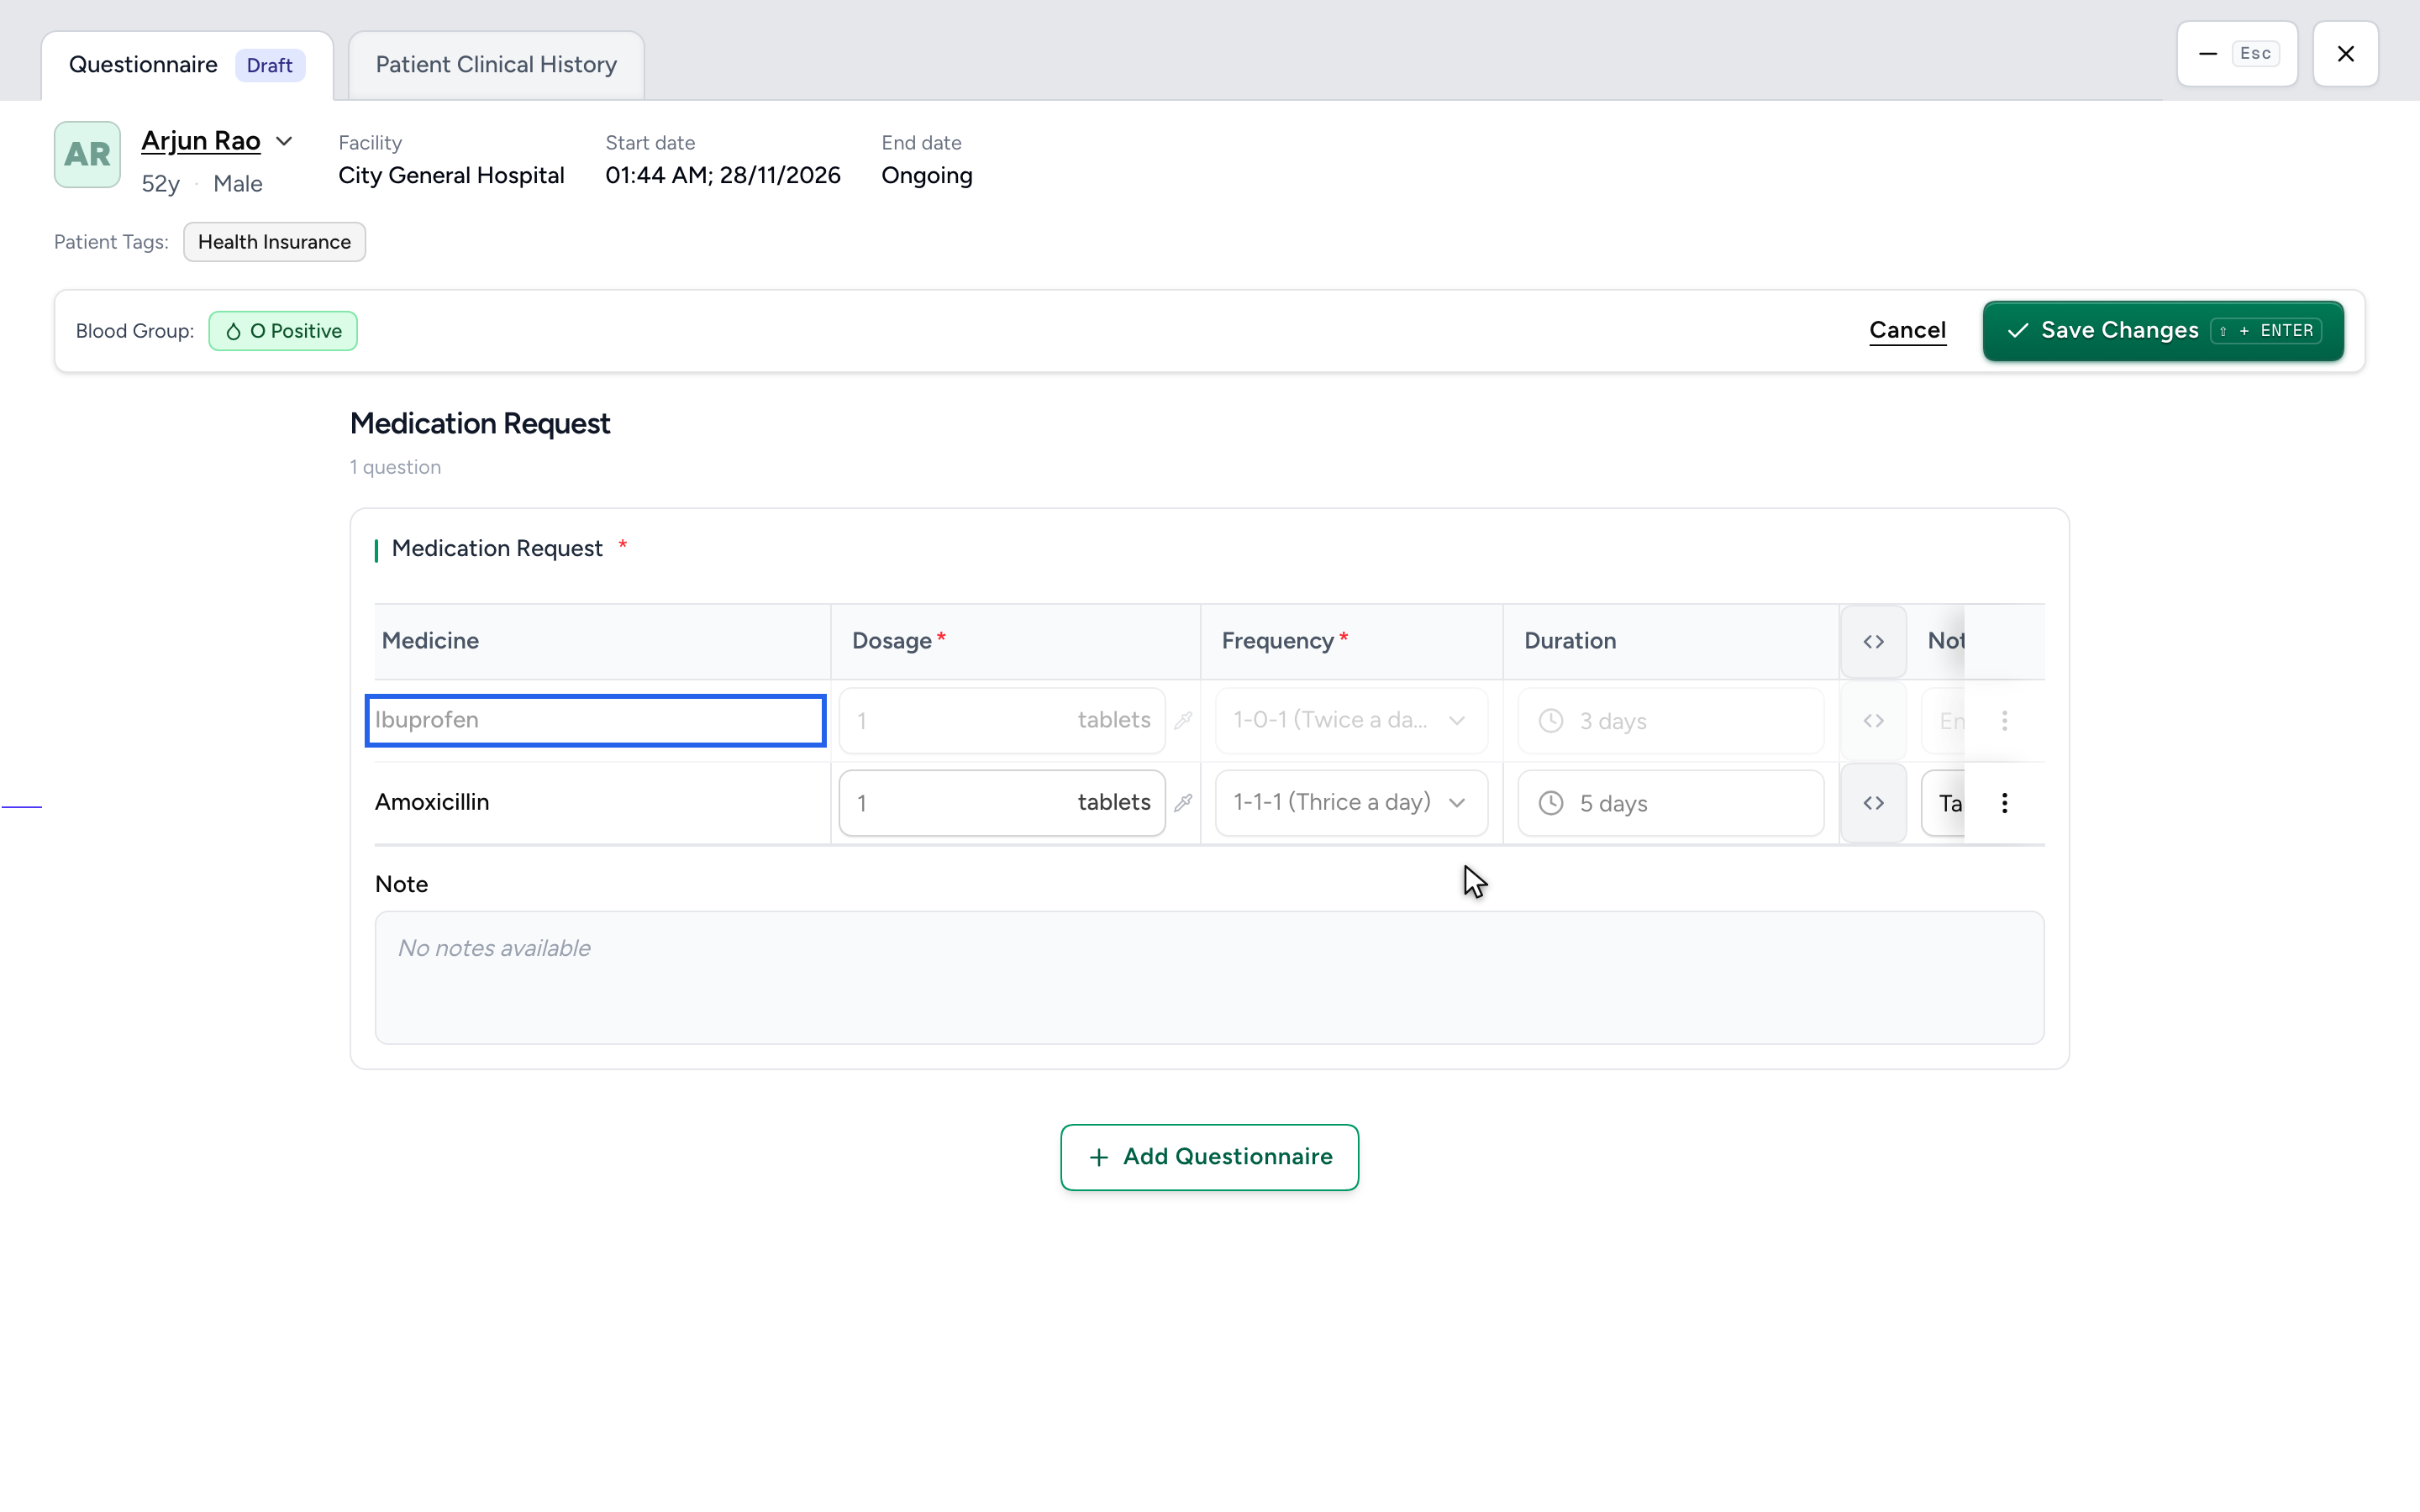 Questionnaire Draft Patient Clinical History Esc
AR Arjun Rao Facility Start date End date
52y · Male City General Hospital 01:44 AM; 28/11/2026 Ongoing
Patient Tags: Health Insurance
Blood Group: O Positive Cancel Save Changes ⇧ + ENTER
Medication Request
1 question
Medication Request *
Medicine Dosage * Frequency * Duration <> Not
Ibuprofen 1 tablets 1-0-1 (Twice a da... 3 days <> En
Amoxicillin 1 tablets 1-1-1 (Thrice a day) 5 days <> Ta
Note
No notes available
+ Add Questionnaire